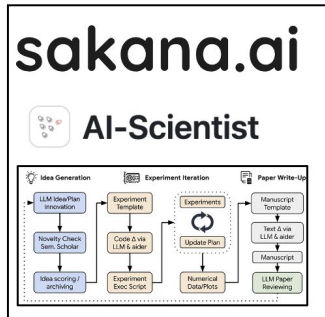 sakana.ai
AI-Scientist
Idea Generation
Experiment Iteration
Paper Write-Up
LLM Idea/Plan
Innovation
Novelty Check
Sem. Scholar
Idea scoring /
archiving
Experiment
Template
Code Δ via
LLM & aider
Experiment
Exec Script
Experiments
Update Plan
Numerical
Data/Plots
Manuscript
Template
Text Δ via
LLM & aider
Manuscript
LLM Paper
Reviewing